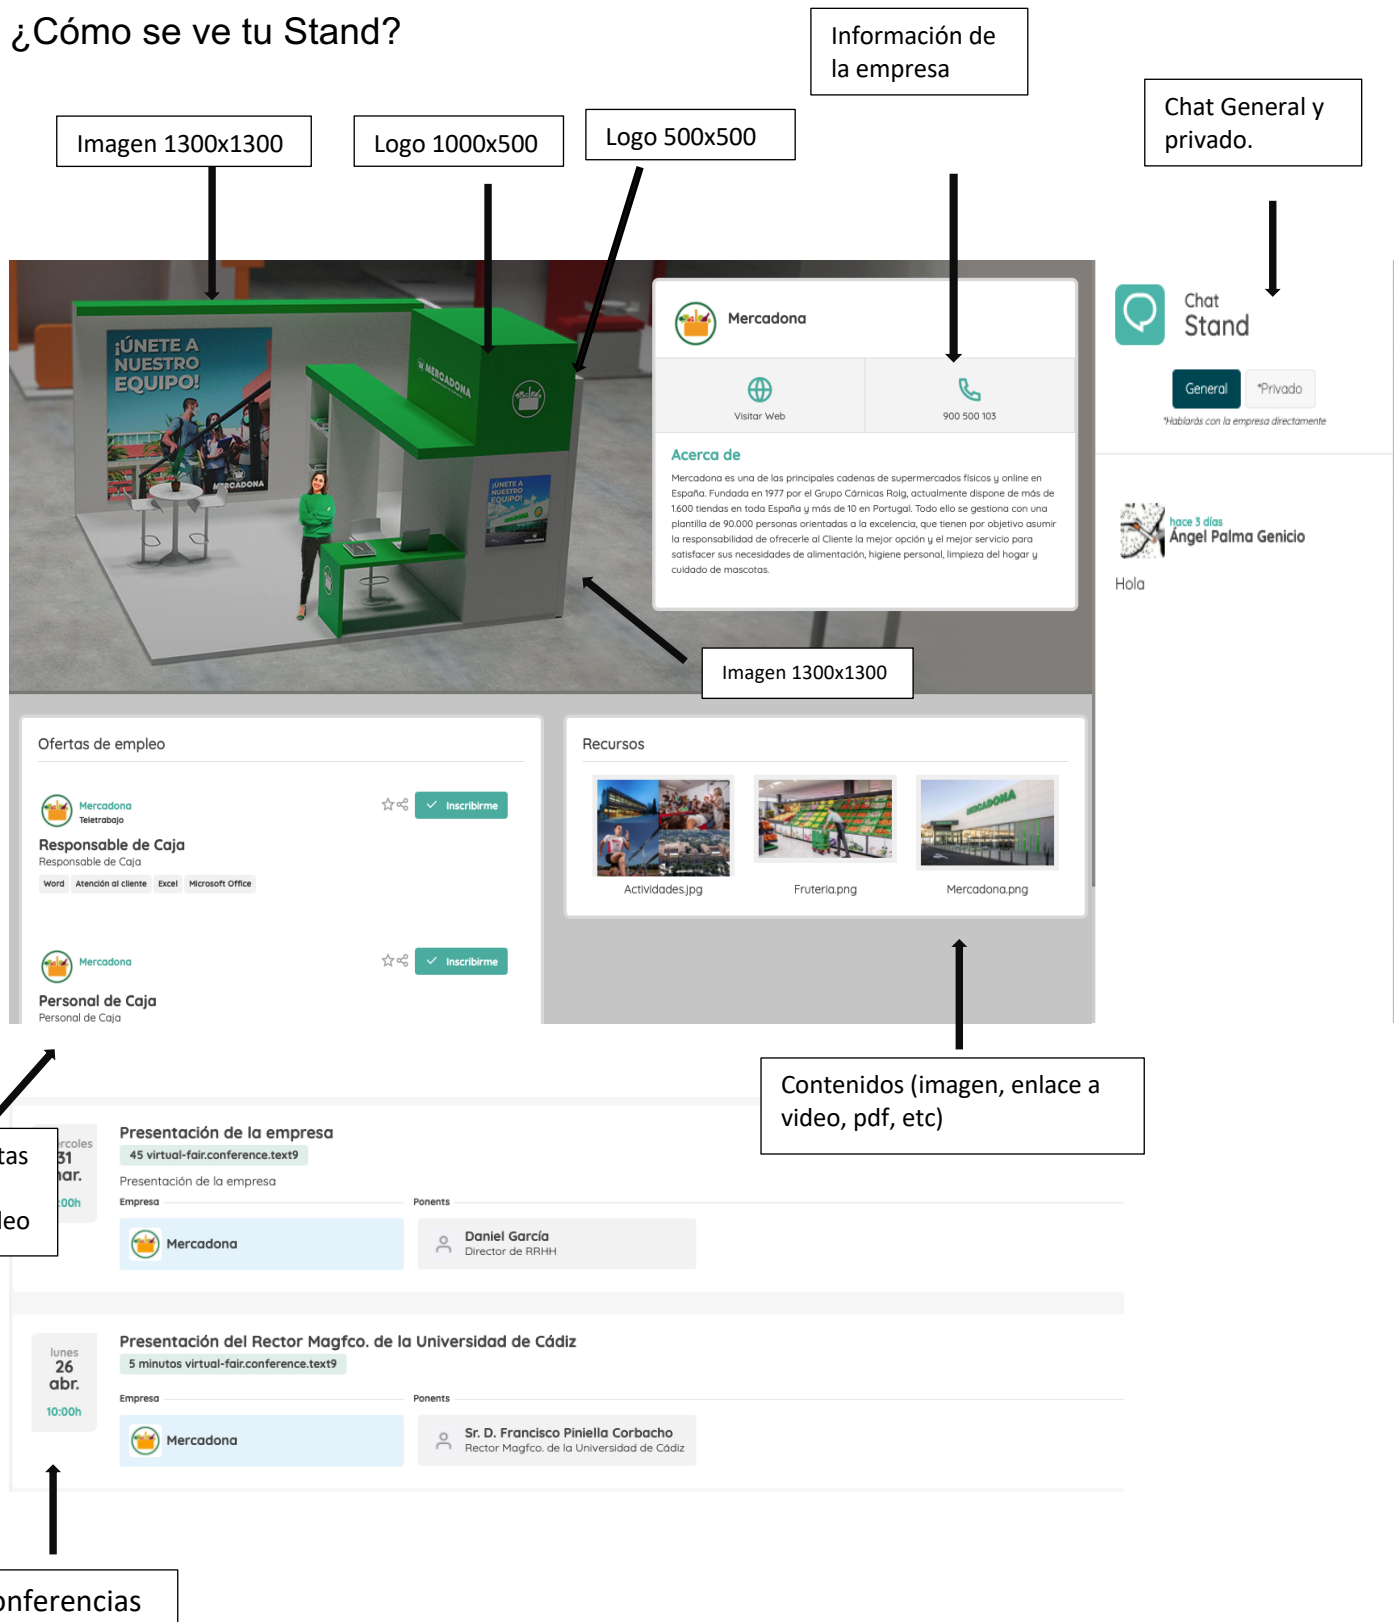 ¿Cómo se ve tu Stand?
Información de
la empresa
Chat General y
privado.
Imagen 1300x1300
Logo 1000x500
Logo 500x500
¡ÚNETE A
NUESTRO
EQUIPO!
MERCADONA
MERCADONA
¡ÚNETE A
NUESTRO
EQUIPO!
Mercadona
Visitar Web
900 500 103
Acerca de
Mercadona es una de las principales cadenas de supermercados físicos y online en
España. Fundada en 1977 por el Grupo Cárnicas Roig, actualmente dispone de más de
1.600 tiendas en toda España y más de 10 en Portugal. Todo ello se gestiona con una
plantilla de 90.000 personas orientadas a la excelencia, que tienen por objetivo asumir
la responsabilidad de ofrecerle al Cliente la mejor opción y el mejor servicio para
satisfacer sus necesidades de alimentación, higiene personal, limpieza del hogar y
cuidado de mascotas.
Imagen 1300x1300
Chat
Stand
General
*Privado
*Hablarás con la empresa directamente
hace 3 días
Ángel Palma Genicio
Hola
Ofertas de empleo
Mercadona
Teletrabajo
Inscribirme
Responsable de Caja
Responsable de Caja
Word Atención al cliente Excel Microsoft Office
Mercadona
Inscribirme
Personal de Caja
Personal de Caja
Recursos
MERCADONA
Actividades.jpg
Fruteria.png
Mercadona.png
Contenidos (imagen, enlace a
video, pdf, etc)
tas
leo
rcoles
31
ar.
:00h
Presentación de la empresa
45 virtual-fair.conference.text9
Presentación de la empresa
Empresa
Ponents
Mercadona
Daniel García
Director de RRHH
lunes
26
abr.
10:00h
Presentación del Rector Magfco. de la Universidad de Cádiz
5 minutos virtual-fair.conference.text9
Empresa
Ponents
Mercadona
Sr. D. Francisco Piniella Corbacho
Rector Magfco. de la Universidad de Cádiz
onferencias